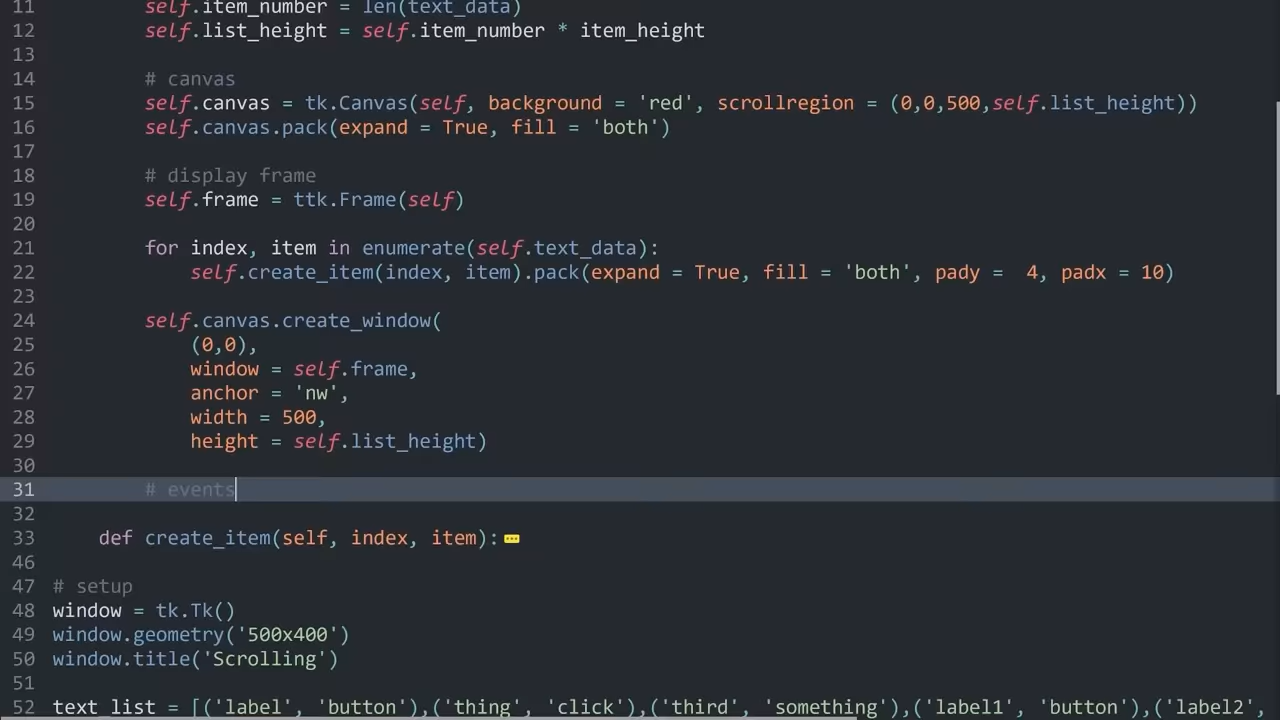 11 self.item_number = len(text_data)
12 self.list_height = self.item_number * item_height
13
14 # canvas
15 self.canvas = tk.Canvas(self, background = 'red', scrollregion = (0,0,500,self.list_height))
16 self.canvas.pack(expand = True, fill = 'both')
17
18 # display frame
19 self.frame = ttk.Frame(self)
20
21 for index, item in enumerate(self.text_data):
22 self.create_item(index, item).pack(expand = True, fill = 'both', pady =  4, padx = 10)
23
24 self.canvas.create_window(
25 (0,0),
26 window = self.frame,
27 anchor = 'nw',
28 width = 500,
29 height = self.list_height)
30
31 # events
32
33 def create_item(self, index, item):
46
47 # setup
48 window = tk.Tk()
49 window.geometry('500x400')
50 window.title('Scrolling')
51
52 text_list = [('label', 'button'),('thing', 'click'),('third', 'something'),('label1', 'button'),('label2',